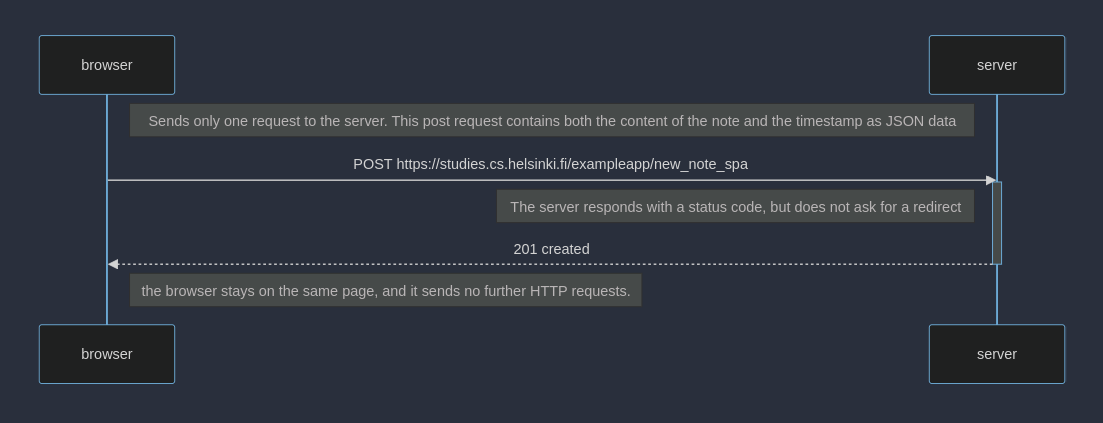 browser
server
Sends only one request to the server. This post request contains both the content of the note and the timestamp as JSON data
POST https://studies.cs.helsinki.fi/exampleapp/new_note_spa
The server responds with a status code, but does not ask for a redirect
201 created
the browser stays on the same page, and it sends no further HTTP requests.
browser
server